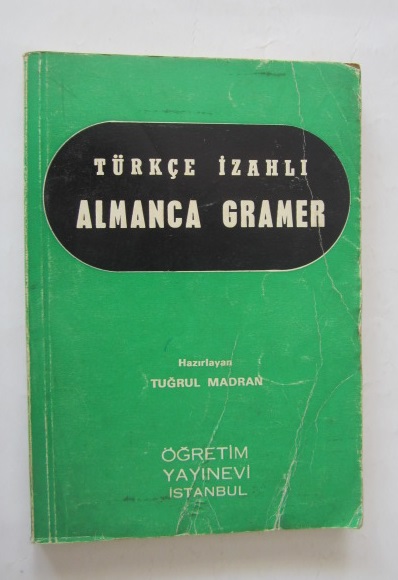 TÜRKÇE İZAHLI
ALMANCA GRAMER
Hazırlayan
TUĞRUL MADRAN
ÖĞRETİM
YAYINEVİ
İSTANBUL